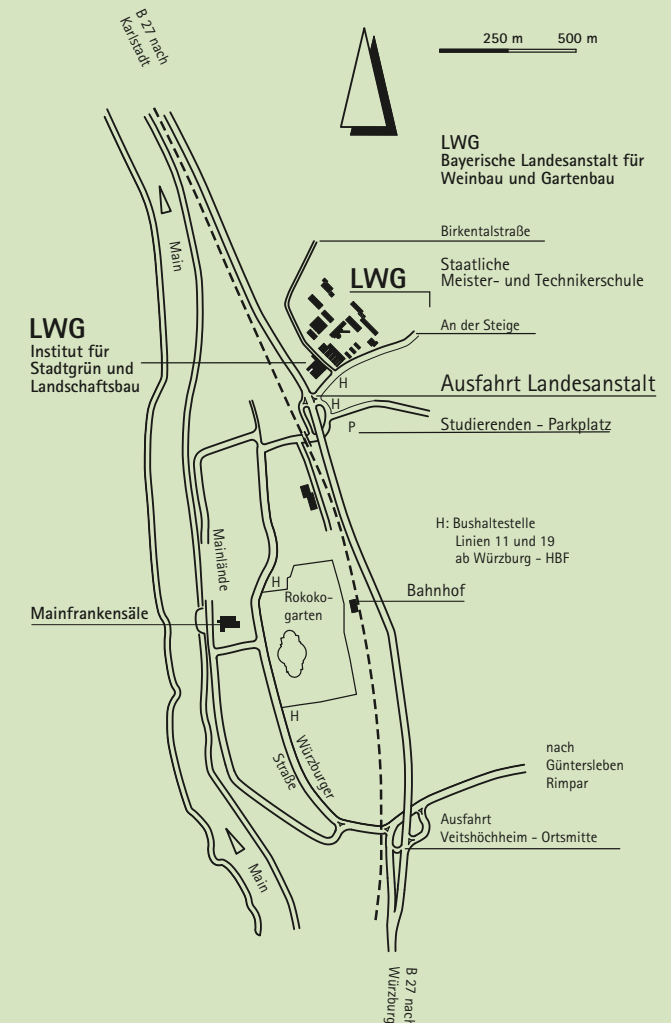 B 27 nach
Karlstadt
250 m 500 m
LWG
Bayerische Landesanstalt für
Weinbau und Gartenbau
Main
Birkentalstraße
LWG
Staatliche
Meister- und Technikerschule
An der Steige
LWG
Institut für
Stadtgrün und
Landschaftsbau
H
Ausfahrt Landesanstalt
H
P
Studierenden - Parkplatz
H: Bushaltestelle
Linien 11 und 19
ab Würzburg - HBF
Mainlände
H
Rokoko-
garten
Bahnhof
Mainfrankensäle
H
Würzburger
Straße
nach
Güntersleben
Rimpar
Ausfahrt
Veitshöchheim - Ortsmitte
Main
B 27 nach
Würzburg